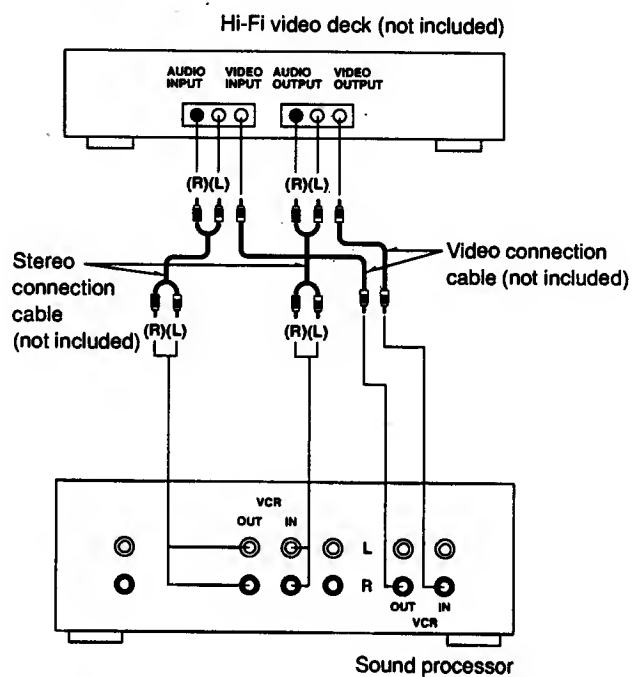 Hi-Fi video deck (not included)
AUDIO INPUT
VIDEO INPUT
AUDIO OUTPUT
VIDEO OUTPUT
(R)(L)
(R)(L)
Stereo
connection
cable
(not included)
Video connection
cable (not included)
(R)(L)
(R)(L)
VCR
OUT IN
L
R
OUT IN
VCR
Sound processor